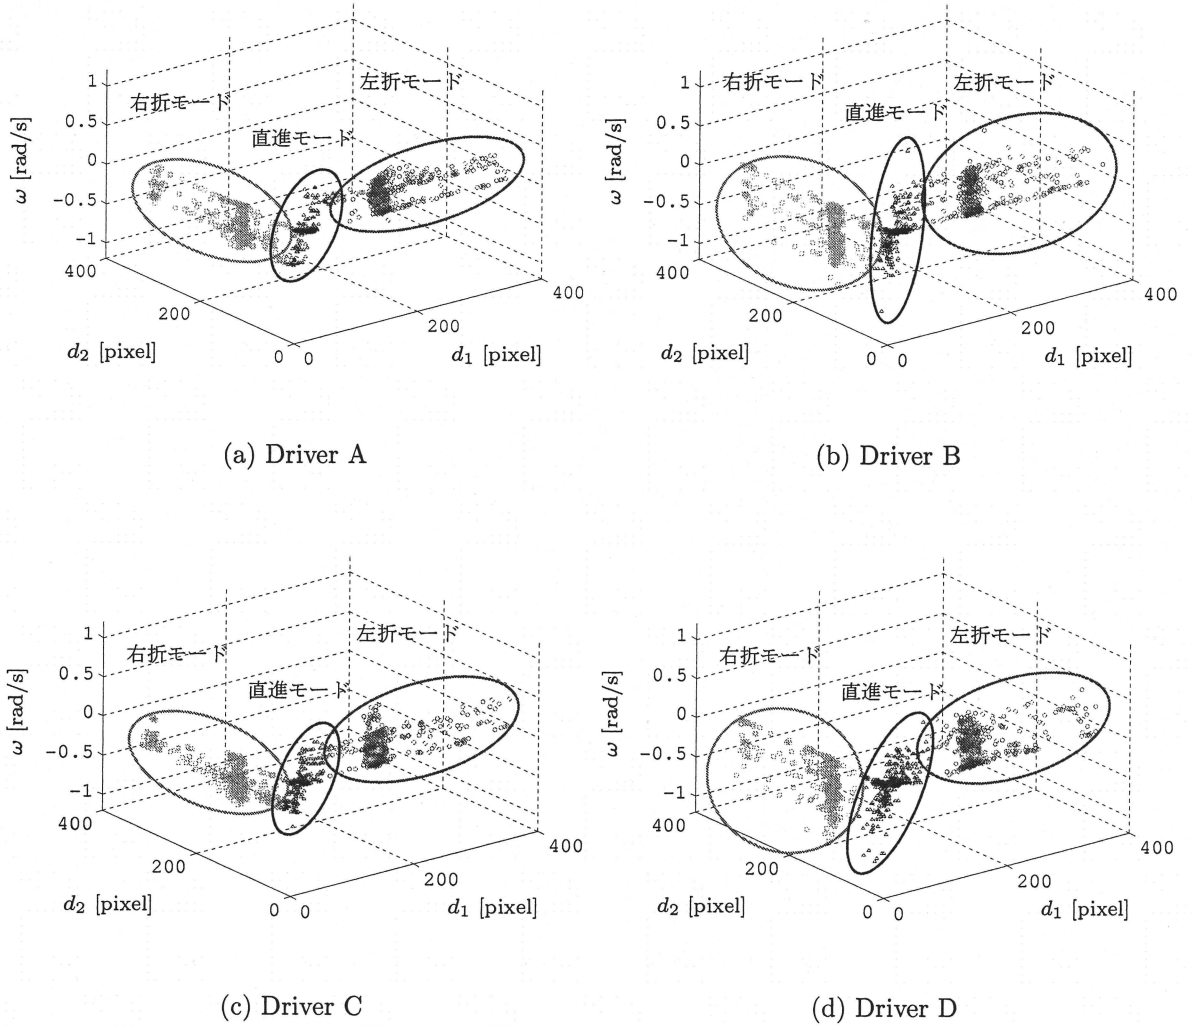 1
0.5
0
−0.5
−1
ω [rad/s]
右折モード
左折モード
直進モード
400
200
0
0
200
400
d₂ [pixel]
d₁ [pixel]
(a) Driver A
1
0.5
0
−0.5
−1
ω [rad/s]
右折モード
左折モード
直進モード
400
200
0
0
200
400
d₂ [pixel]
d₁ [pixel]
(b) Driver B
1
0.5
0
−0.5
−1
ω [rad/s]
右折モード
左折モード
直進モード
400
200
0
0
200
400
d₂ [pixel]
d₁ [pixel]
(c) Driver C
1
0.5
0
−0.5
−1
ω [rad/s]
右折モード
左折モード
直進モード
400
200
0
0
200
400
d₂ [pixel]
d₁ [pixel]
(d) Driver D